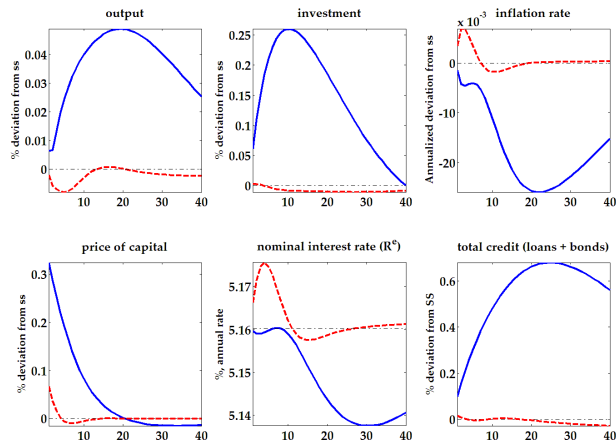 output
% deviation from ss
0.04
0.03
0.02
0.01
0
10 20 30 40
investment
% deviation from ss
0.25
0.2
0.15
0.1
0.05
0
10 20 30 40
inflation rate
x 10⁻³
Annualized deviation from ss
0
-10
-20
10 20 30 40
price of capital
% deviation from ss
0.3
0.2
0.1
0
10 20 30 40
nominal interest rate (Rᵉ)
%, annual rate
5.17
5.16
5.15
5.14
10 20 30 40
total credit (loans + bonds)
% deviation from SS
0.6
0.4
0.2
0
10 20 30 40